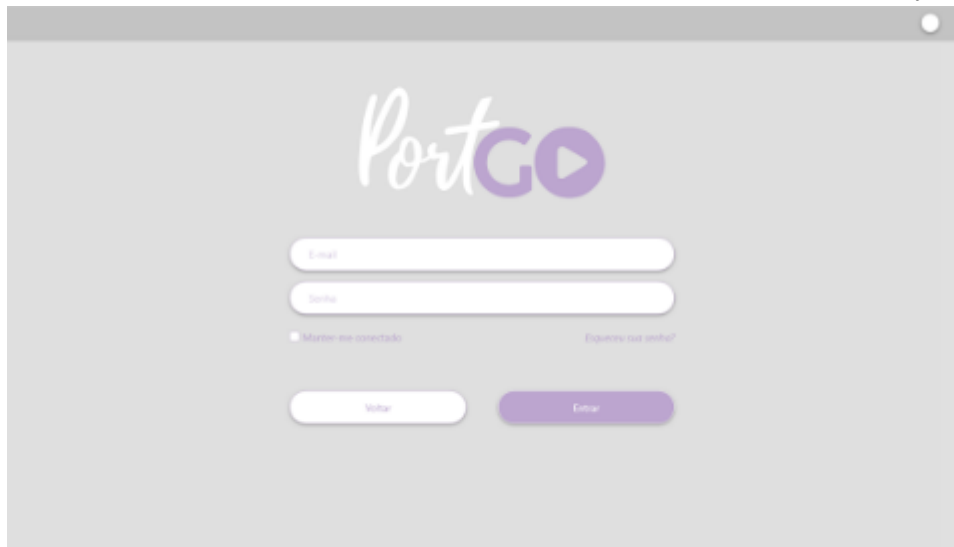 PortGO
E-mail
Senha
Manter-me conectado Esqueceu sua senha?
Voltar Entrar